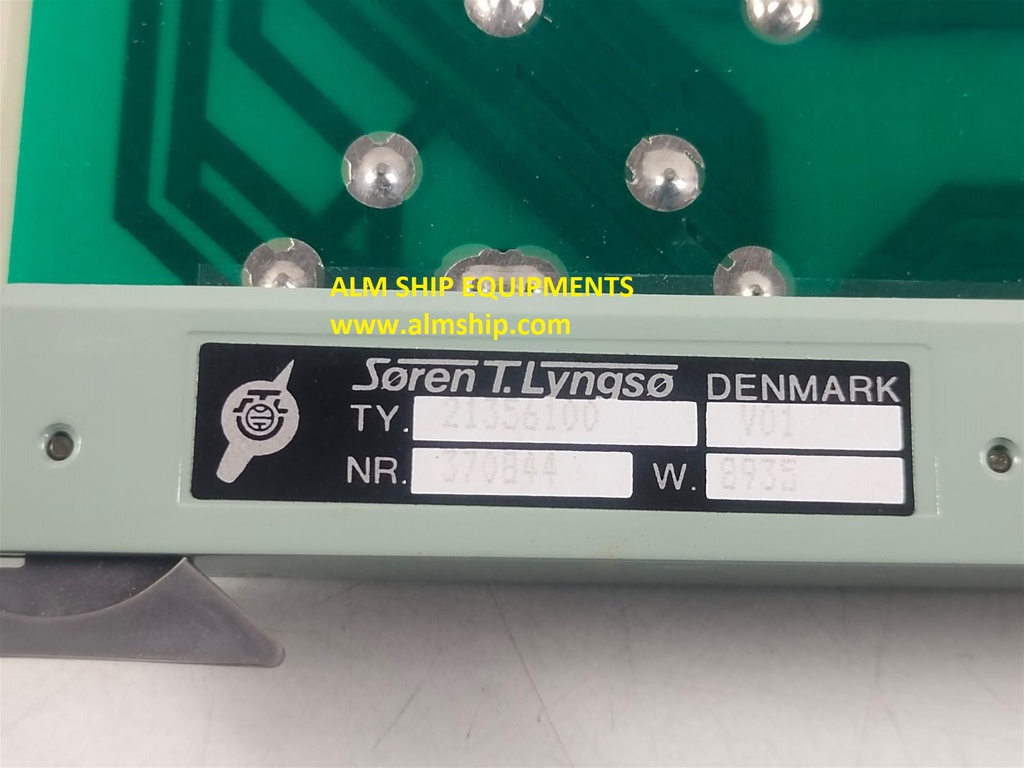 ALM SHIP EQUIPMENTS
www.almship.com
Søren T. Lyngsø DENMARK
TY. 21356100 V01
NR. 370844 W. 8935